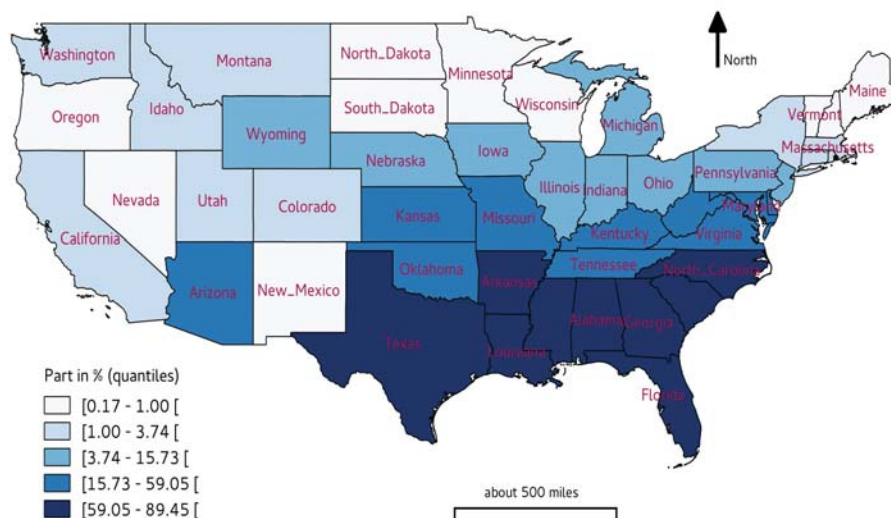 North
Washington
Montana
North_Dakota
Minnesota
Maine
Vermont
Oregon
Idaho
South_Dakota
Wisconsin
Michigan
Massachusetts
Wyoming
Nebraska
Iowa
Pennsylvania
Illinois
Indiana
Ohio
Nevada
Utah
Colorado
Kansas
Missouri
Maryland
California
Kentucky
Virginia
Arizona
New_Mexico
Oklahoma
Arkansas
Tennessee
North_Carolina
Texas
Louisiana
Alabama
Georgia
Florida
Part in % (quantiles)
[0.17 - 1.00 [
[1.00 - 3.74 [
[3.74 - 15.73 [
[15.73 - 59.05 [
[59.05 - 89.45 [
about 500 miles